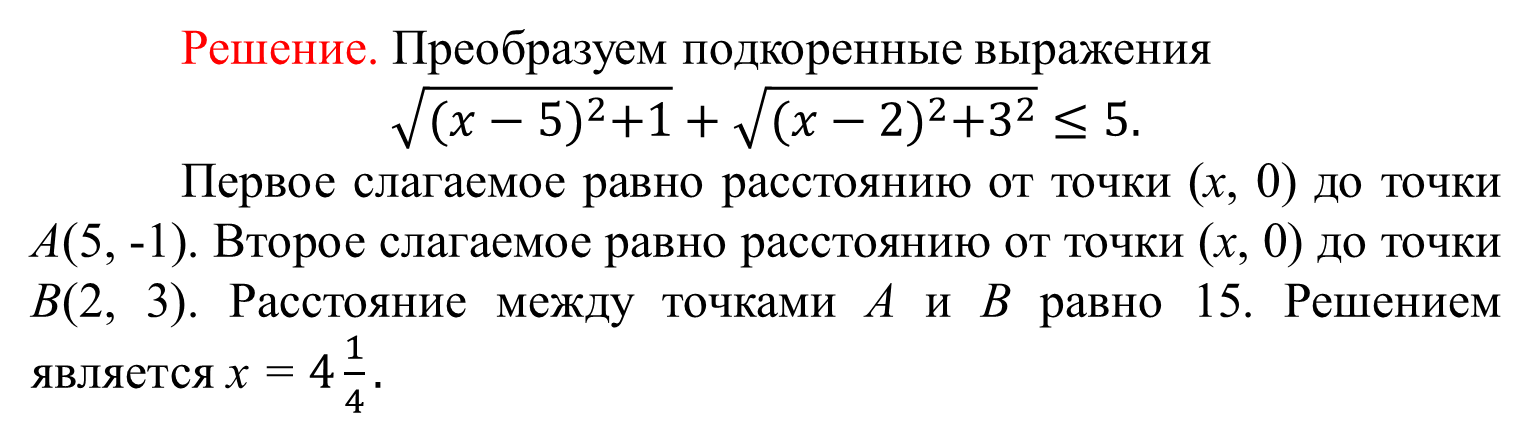 Решение. Преобразуем подкоренные выражения
√((x − 5)²+1) + √((x − 2)²+3²) ≤ 5.
Первое слагаемое равно расстоянию от точки (x, 0) до точки
A(5, -1). Второе слагаемое равно расстоянию от точки (x, 0) до точки
B(2, 3). Расстояние между точками A и B равно 15. Решением
является x = 4 1/4.